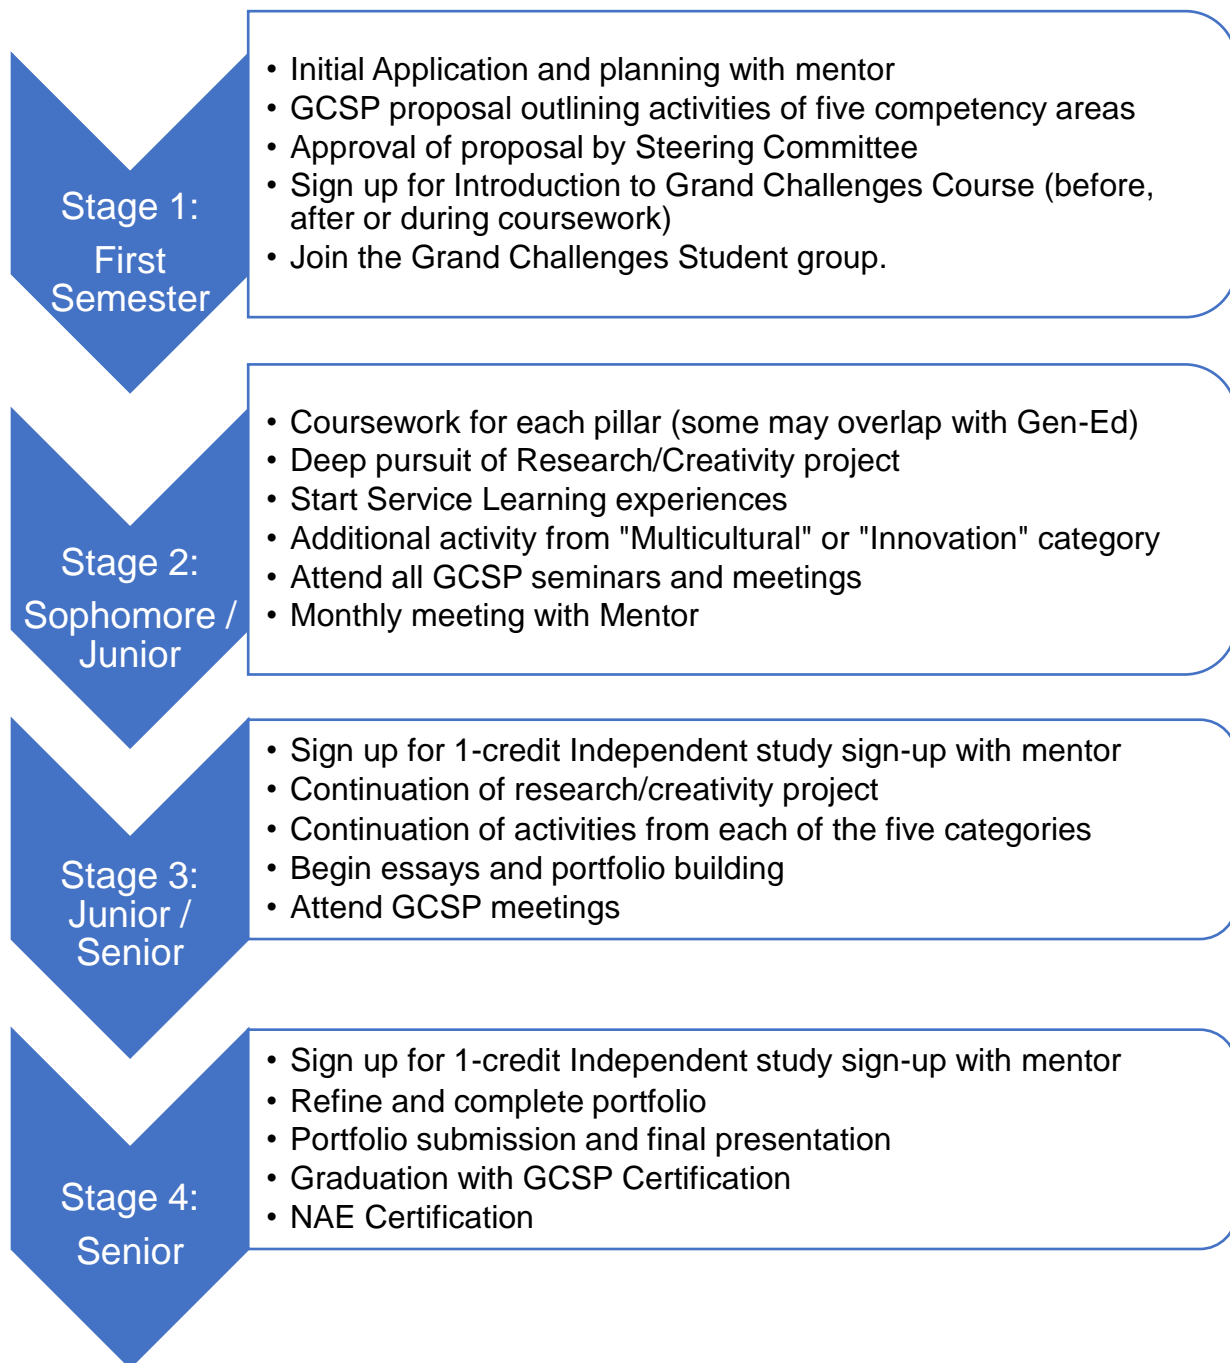 Stage 1:
First
Semester
• Initial Application and planning with mentor
• GCSP proposal outlining activities of five competency areas
• Approval of proposal by Steering Committee
• Sign up for Introduction to Grand Challenges Course (before,
after or during coursework)
• Join the Grand Challenges Student group.
Stage 2:
Sophomore /
Junior
• Coursework for each pillar (some may overlap with Gen-Ed)
• Deep pursuit of Research/Creativity project
• Start Service Learning experiences
• Additional activity from "Multicultural" or "Innovation" category
• Attend all GCSP seminars and meetings
• Monthly meeting with Mentor
Stage 3:
Junior /
Senior
• Sign up for 1-credit Independent study sign-up with mentor
• Continuation of research/creativity project
• Continuation of activities from each of the five categories
• Begin essays and portfolio building
• Attend GCSP meetings
Stage 4:
Senior
• Sign up for 1-credit Independent study sign-up with mentor
• Refine and complete portfolio
• Portfolio submission and final presentation
• Graduation with GCSP Certification
• NAE Certification